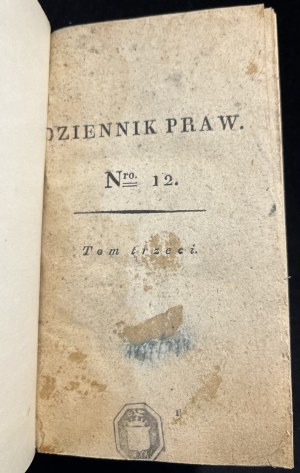 DZIENNIK PRAW.
Nro. 12.
Tom trzeci.